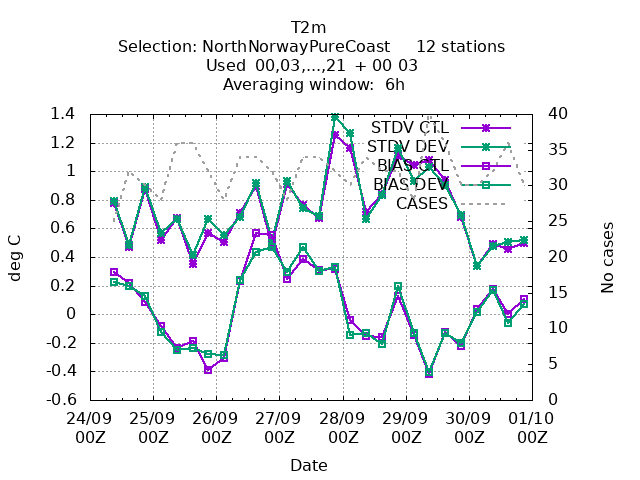 T2m
Selection: NorthNorwayPureCoast 12 stations
Used 00,03,...,21 + 00 03
Averaging window: 6h
1.4
1.2
1
0.8
0.6
0.4
0.2
0
-0.2
-0.4
-0.6
deg C
40
35
30
25
20
15
10
5
0
No cases
STDV CTL
STDV DEV
BIAS CTL
BIAS DEV
CASES
24/09 25/09 26/09 27/09 28/09 29/09 30/09 01/10
00Z 00Z 00Z 00Z 00Z 00Z 00Z 00Z
Date